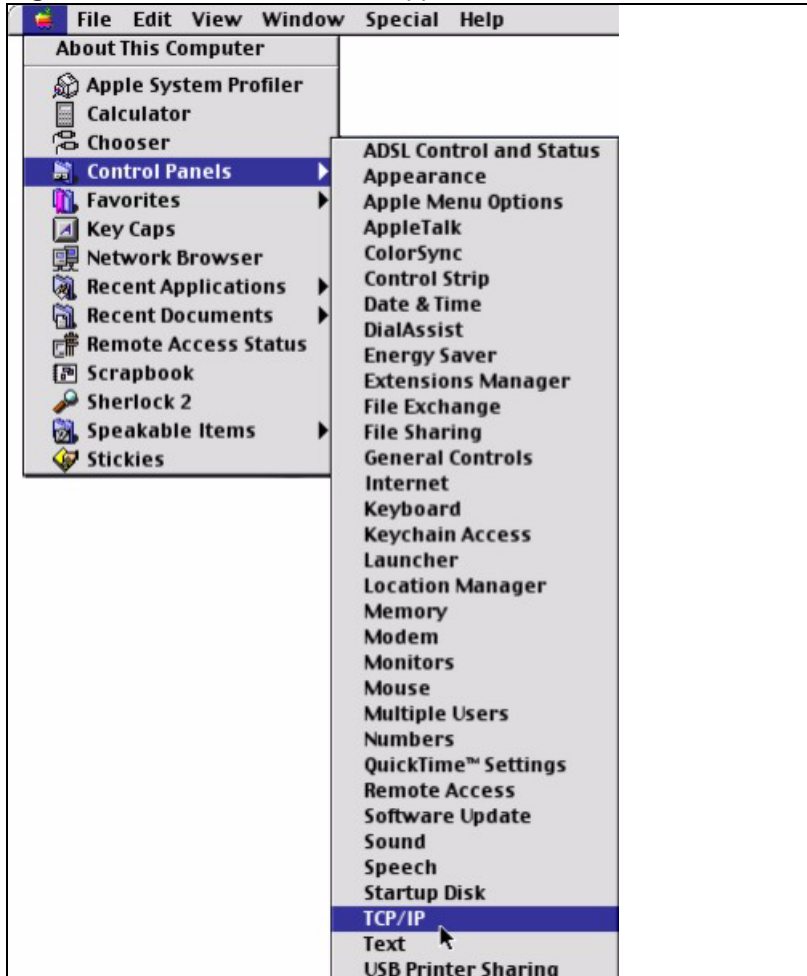 File Edit View Window Special Help
About This Computer
Apple System Profiler
Calculator
Chooser
Control Panels
Favorites
Key Caps
Network Browser
Recent Applications
Recent Documents
Remote Access Status
Scrapbook
Sherlock 2
Speakable Items
Stickies
ADSL Control and Status
Appearance
Apple Menu Options
AppleTalk
ColorSync
Control Strip
Date & Time
DialAssist
Energy Saver
Extensions Manager
File Exchange
File Sharing
General Controls
Internet
Keyboard
Keychain Access
Launcher
Location Manager
Memory
Modem
Monitors
Mouse
Multiple Users
Numbers
QuickTime™ Settings
Remote Access
Software Update
Sound
Speech
Startup Disk
TCP/IP
Text
USB Printer Sharing